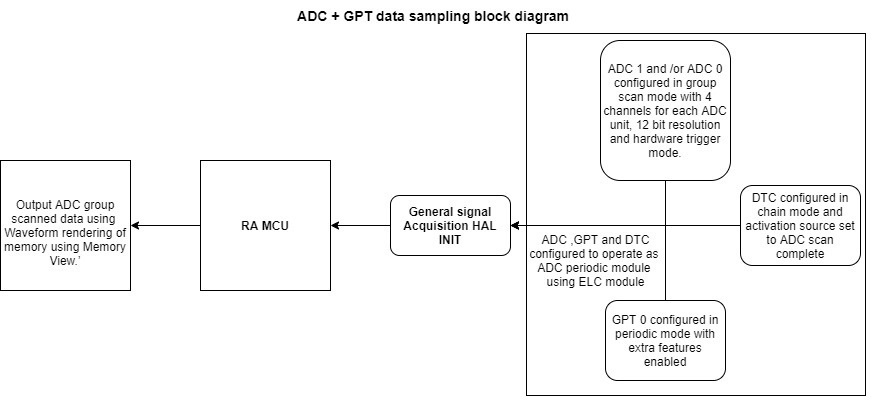 ADC + GPT data sampling block diagram
ADC 1 and /or ADC 0
configured in group
scan mode with 4
channels for each ADC
unit, 12 bit resolution
and hardware trigger
mode.
Output ADC group
scanned data using
Waveform rendering of
memory using Memory
View.'
RA MCU
General signal
Acquisition HAL
INIT
ADC ,GPT and DTC
configured to operate as
ADC periodic module
using ELC module
DTC configured in
chain mode and
activation source set
to ADC scan
complete
GPT 0 configured in
periodic mode with
extra features
enabled